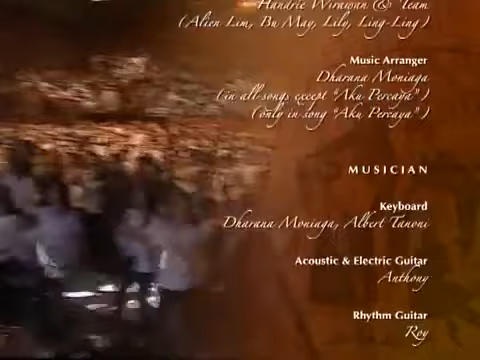 Handrie Wirawan & Team
(Alien Lim, Bu May, Lily, Ling-Ling)
Music Arranger
Dharana Moniaga
(in all songs except "Aku Percaya")
(only in song "Aku Percaya")
MUSICIAN
Keyboard
Dharana Moniaga, Albert Tanoni
Acoustic & Electric Guitar
Anthony
Rhythm Guitar
Roy